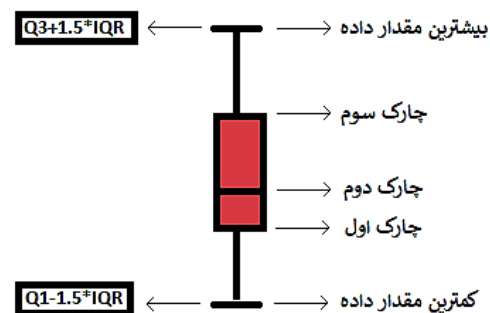 Q3+1.5*IQR
بیشترین مقدار داده
چارک سوم
چارک دوم
چارک اول
Q1-1.5*IQR
کمترین مقدار داده